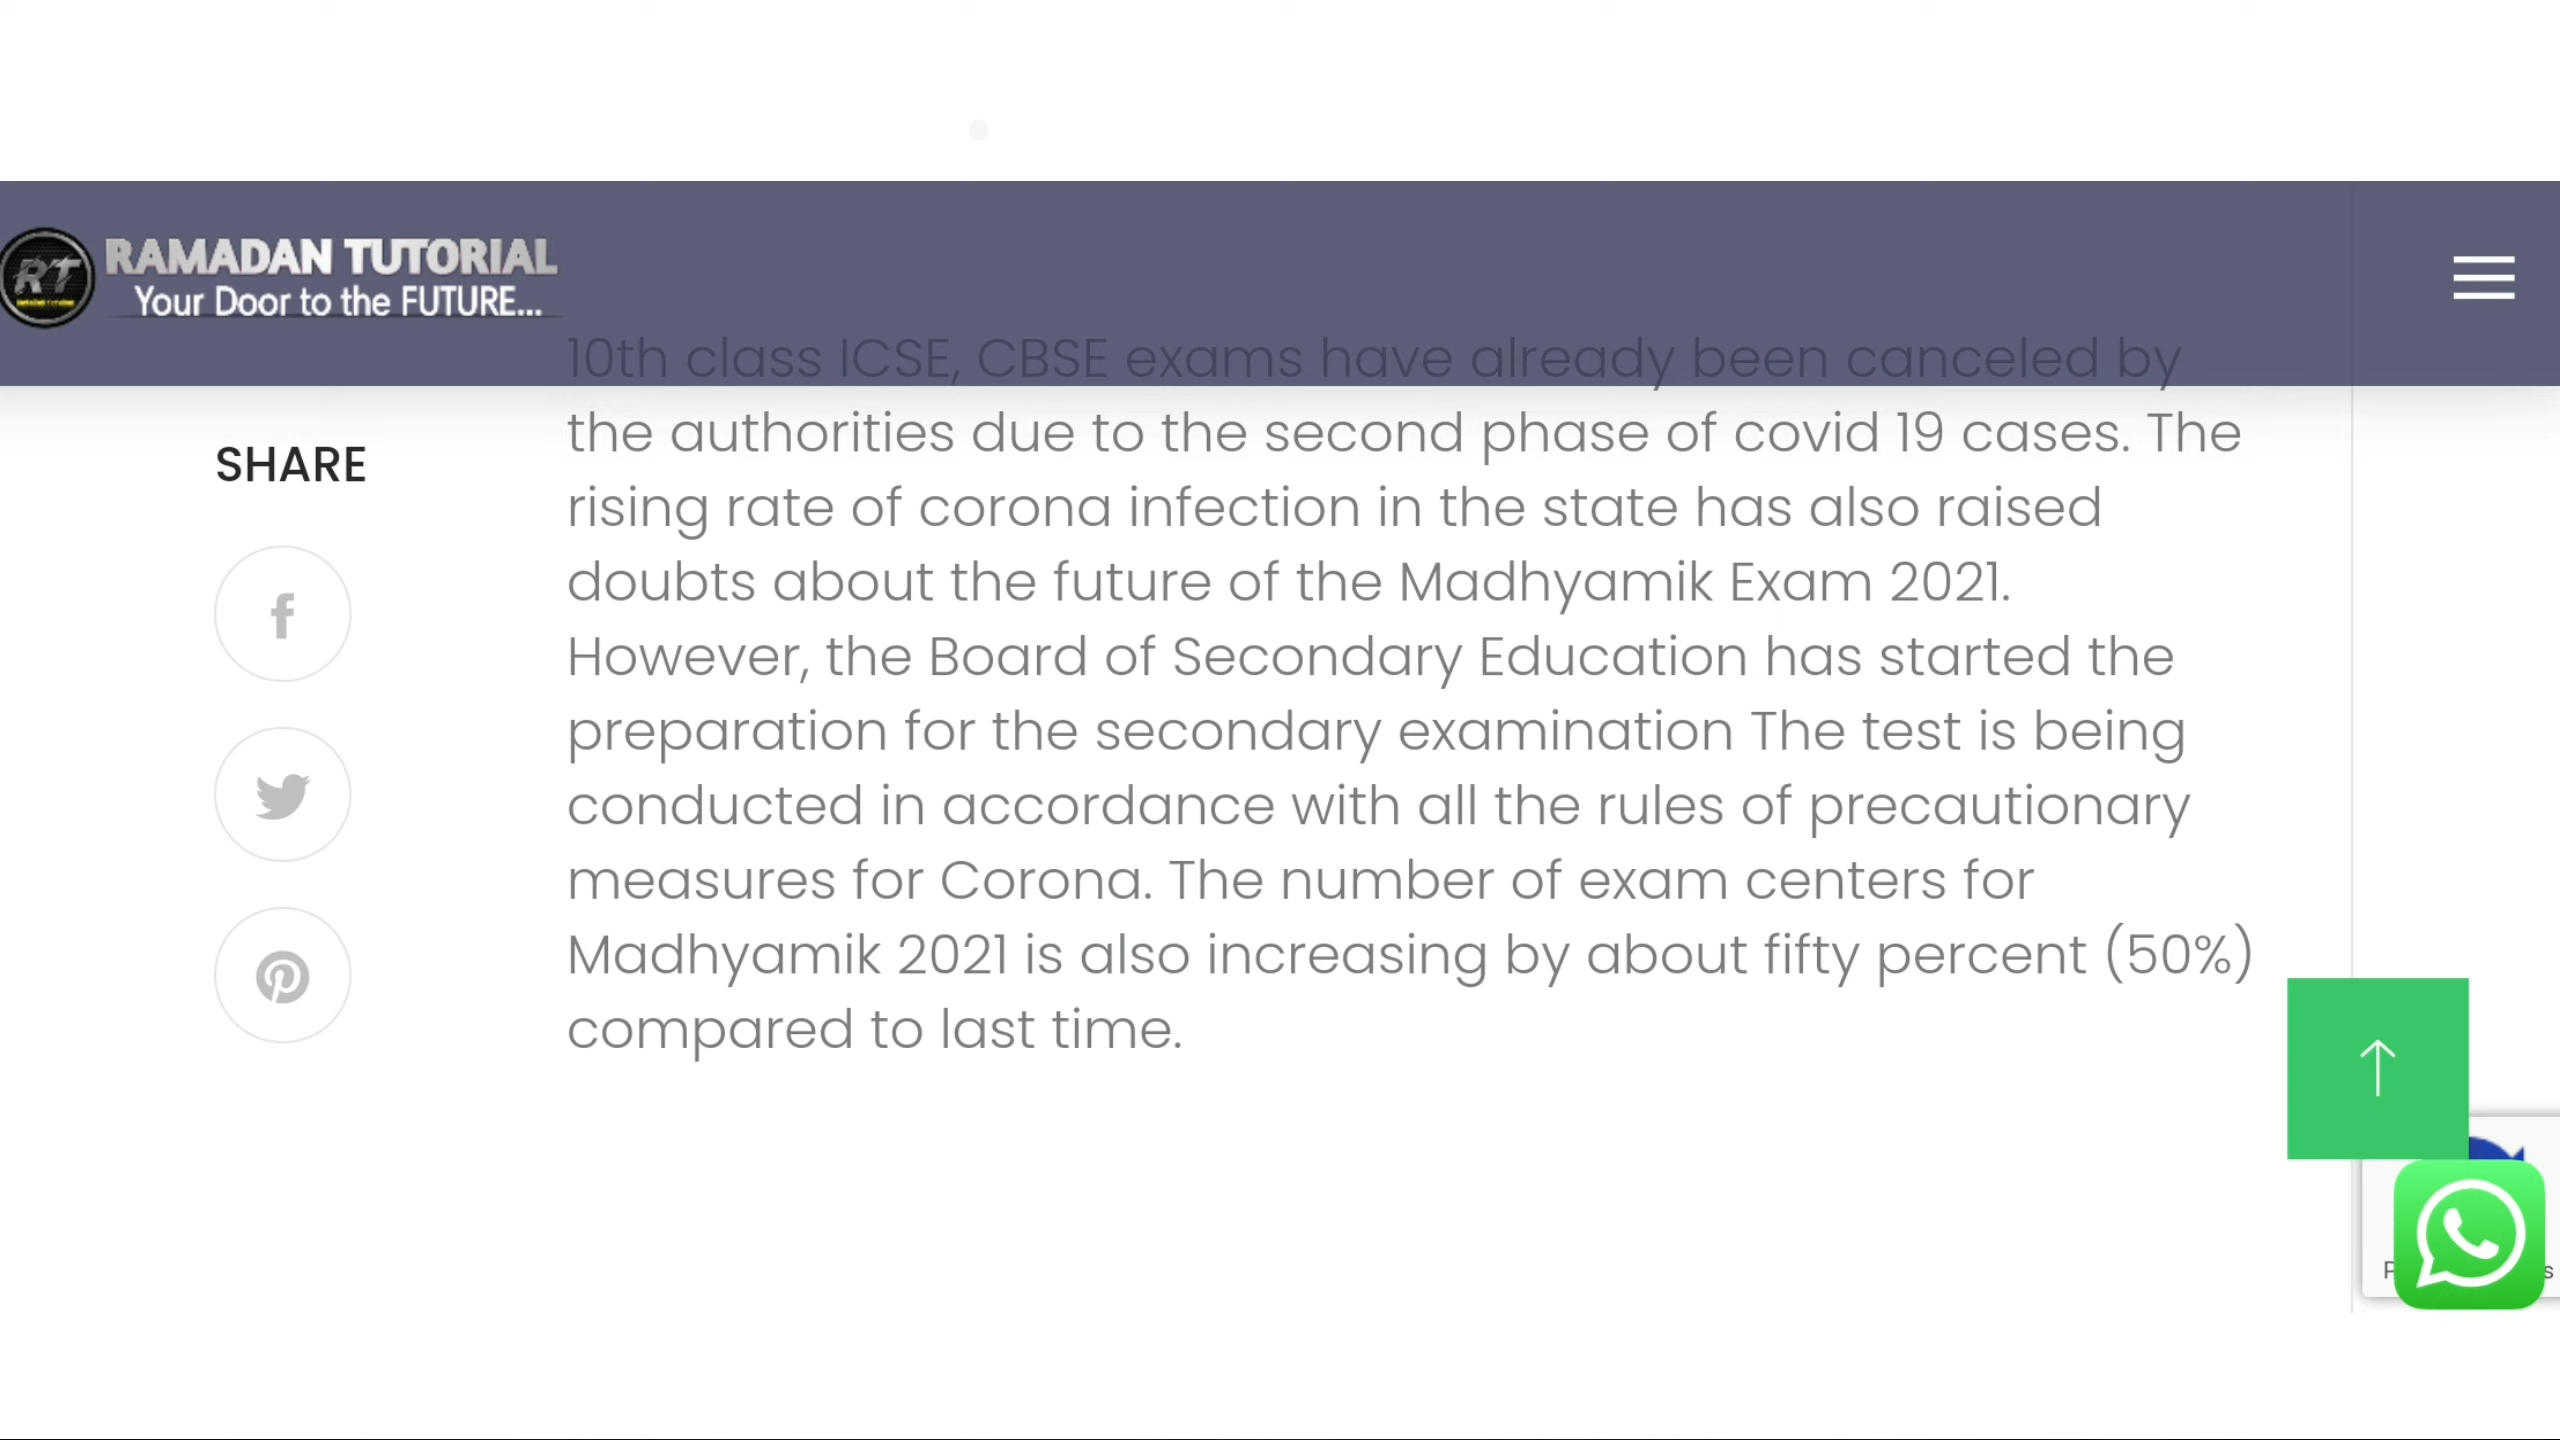 RAMADAN TUTORIAL
Your Door to the FUTURE...
SHARE
10th class ICSE, CBSE exams have already been canceled by
the authorities due to the second phase of covid 19 cases. The
rising rate of corona infection in the state has also raised
doubts about the future of the Madhyamik Exam 2021.
However, the Board of Secondary Education has started the
preparation for the secondary examination The test is being
conducted in accordance with all the rules of precautionary
measures for Corona. The number of exam centers for
Madhyamik 2021 is also increasing by about fifty percent (50%)
compared to last time.